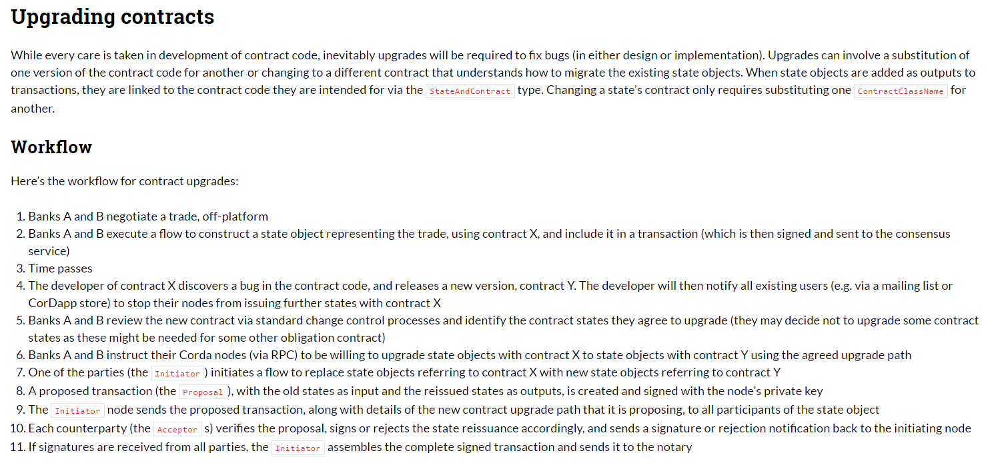 Upgrading contracts
While every care is taken in development of contract code, inevitably upgrades will be required to fix bugs (in either design or implementation). Upgrades can involve a substitution of
one version of the contract code for another or changing to a different contract that understands how to migrate the existing state objects. When state objects are added as outputs to
transactions, they are linked to the contract code they are intended for via the StateAndContract type. Changing a state's contract only requires substituting one ContractClassName for
another.
Workflow
Here's the workflow for contract upgrades:
1. Banks A and B negotiate a trade, off-platform
2. Banks A and B execute a flow to construct a state object representing the trade, using contract X, and include it in a transaction (which is then signed and sent to the consensus
service)
3. Time passes
4. The developer of contract X discovers a bug in the contract code, and releases a new version, contract Y. The developer will then notify all existing users (e.g. via a mailing list or
CorDapp store) to stop their nodes from issuing further states with contract X
5. Banks A and B review the new contract via standard change control processes and identify the contract states they agree to upgrade (they may decide not to upgrade some contract
states as these might be needed for some other obligation contract)
6. Banks A and B instruct their Corda nodes (via RPC) to be willing to upgrade state objects with contract X to state objects with contract Y using the agreed upgrade path
7. One of the parties (the Initiator ) initiates a flow to replace state objects referring to contract X with new state objects referring to contract Y
8. A proposed transaction (the Proposal ), with the old states as input and the reissued states as outputs, is created and signed with the node's private key
9. The Initiator node sends the proposed transaction, along with details of the new contract upgrade path that it is proposing, to all participants of the state object
10. Each counterparty (the Acceptor s) verifies the proposal, signs or rejects the state reissuance accordingly, and sends a signature or rejection notification back to the initiating node
11. If signatures are received from all parties, the Initiator assembles the complete signed transaction and sends it to the notary